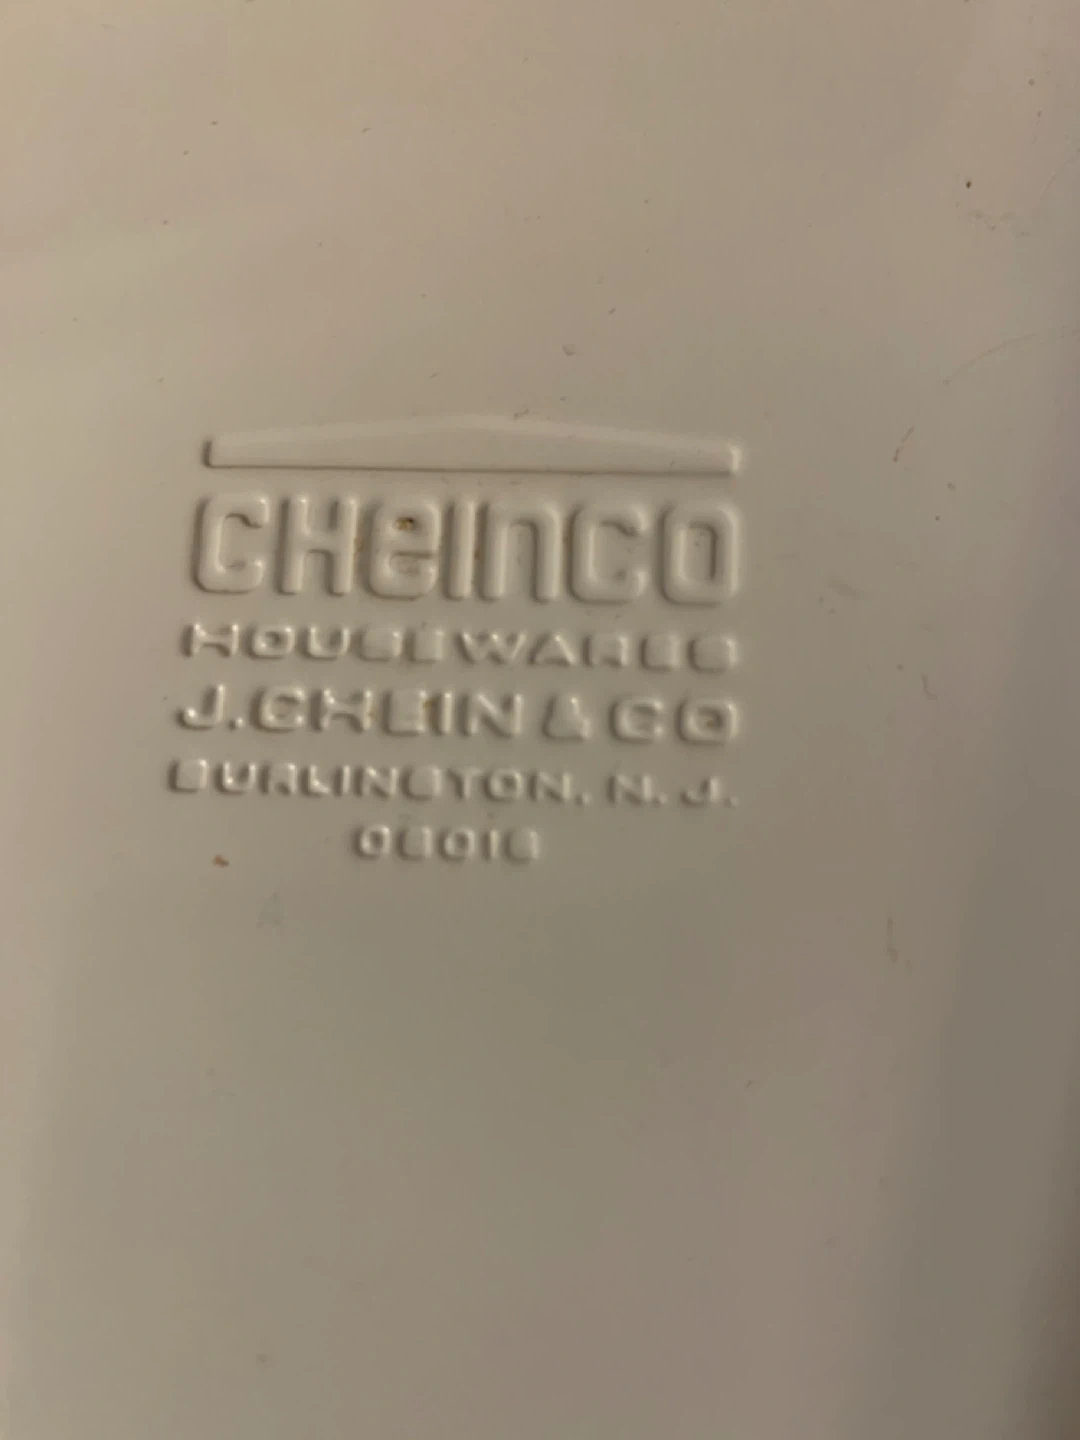 CHeINCO
HOUSEWARES
J. CHEIN & CO
BURLINGTON, N. J.
08016